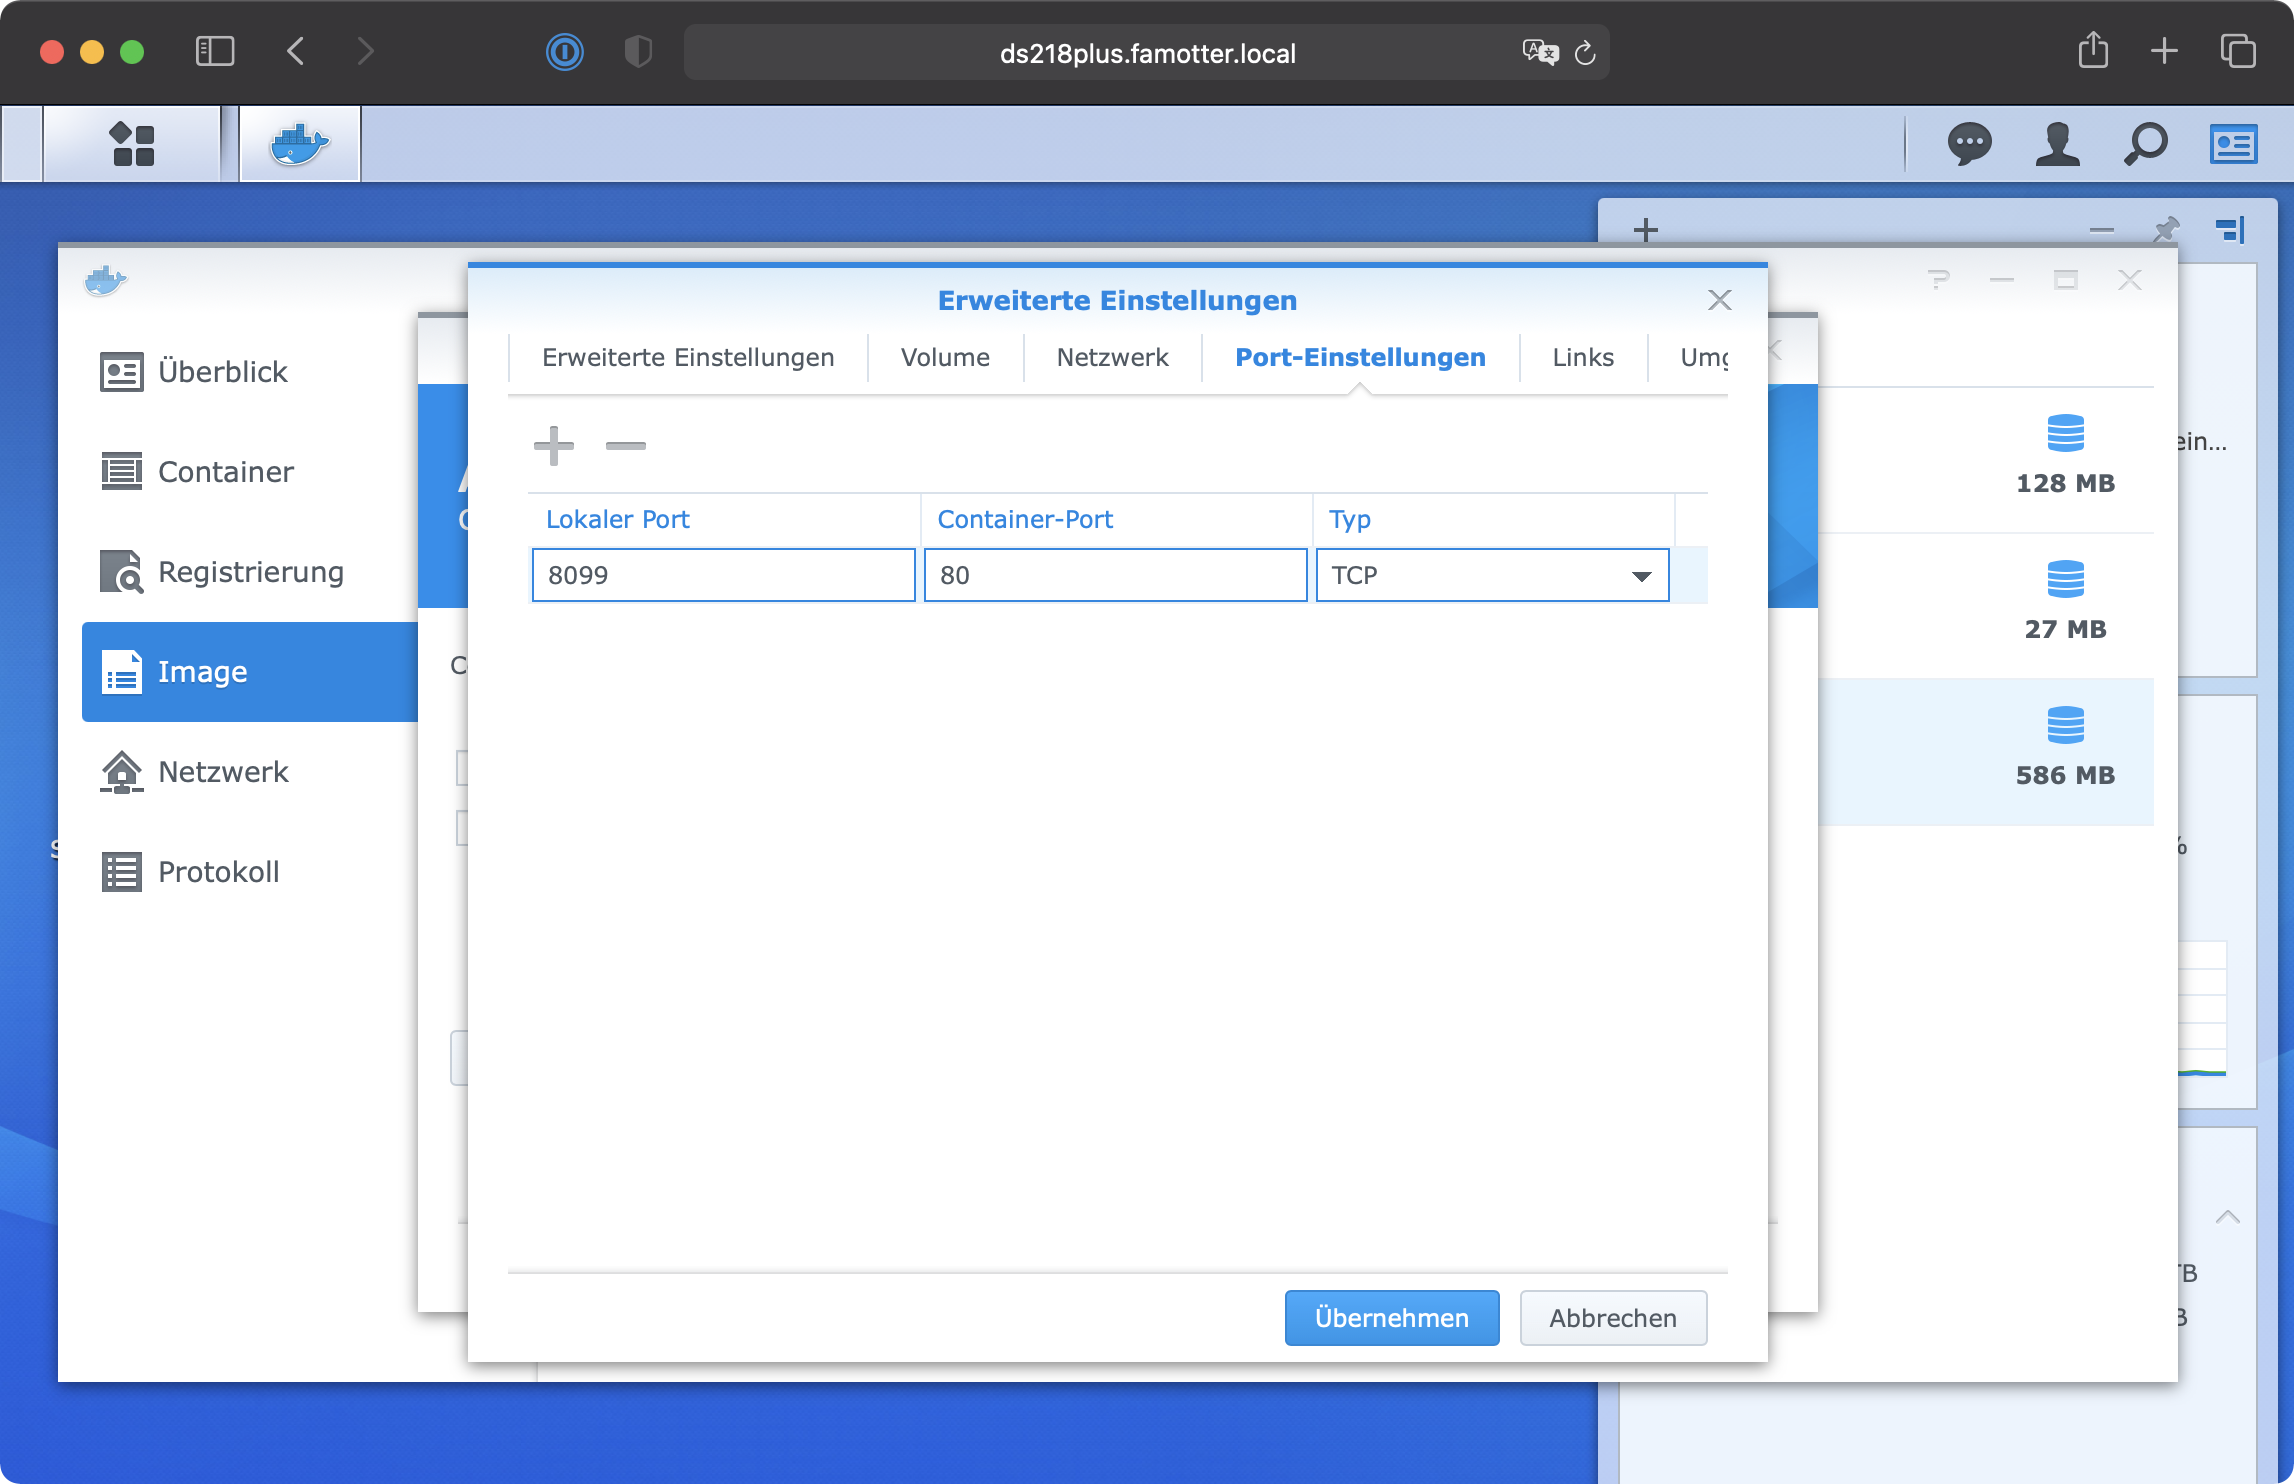 ds218plus.famotter.local
Erweiterte Einstellungen
Erweiterte Einstellungen
Volume
Netzwerk
Port-Einstellungen
Links
Überblick
Container
Registrierung
Image
Netzwerk
Protokoll
Lokaler Port
Container-Port
Typ
8099
80
TCP
128 MB
27 MB
586 MB
ein...
%
TB
Übernehmen
Abbrechen